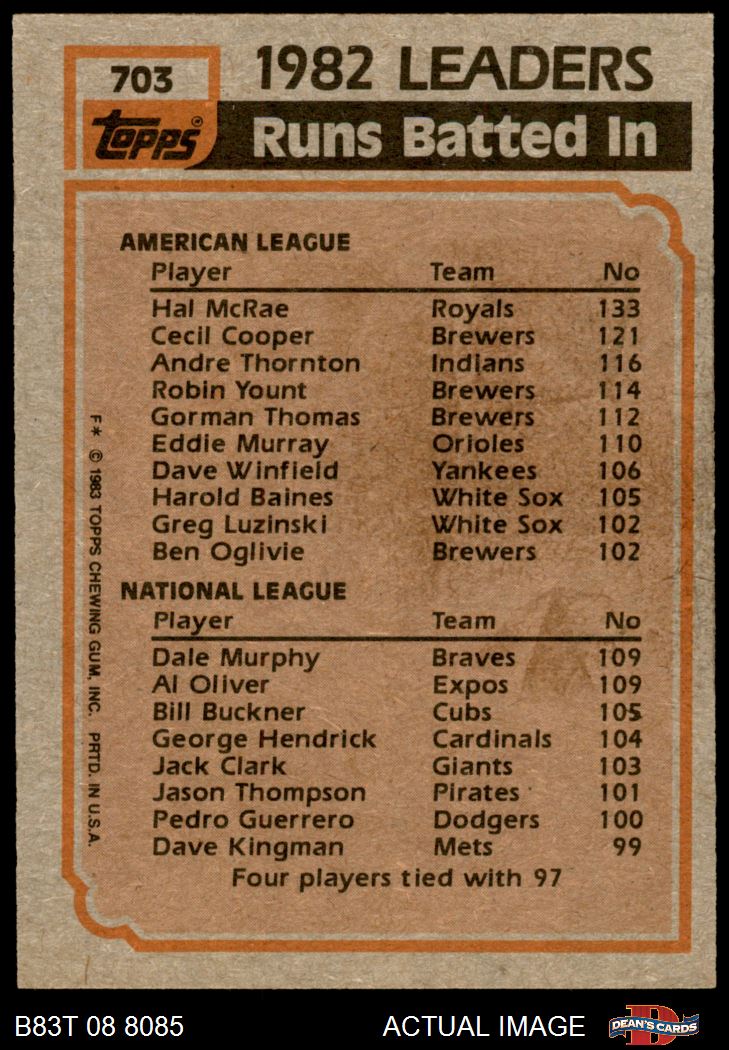 703
1982 LEADERS
Topps®
Runs Batted In
AMERICAN LEAGUE
Player Team No
Hal McRae Royals 133
Cecil Cooper Brewers 121
Andre Thornton Indians 116
Robin Yount Brewers 114
Gorman Thomas Brewers 112
Eddie Murray Orioles 110
Dave Winfield Yankees 106
Harold Baines White Sox 105
Greg Luzinski White Sox 102
Ben Oglivie Brewers 102
NATIONAL LEAGUE
Player Team No
Dale Murphy Braves 109
Al Oliver Expos 109
Bill Buckner Cubs 105
George Hendrick Cardinals 104
Jack Clark Giants 103
Jason Thompson Pirates 101
Pedro Guerrero Dodgers 100
Dave Kingman Mets 99
Four players tied with 97
F* © 1983 TOPPS CHEWING GUM, INC. PRTD. IN U.S.A.
B83T 08 8085 ACTUAL IMAGE
D
DEAN'S CARDS